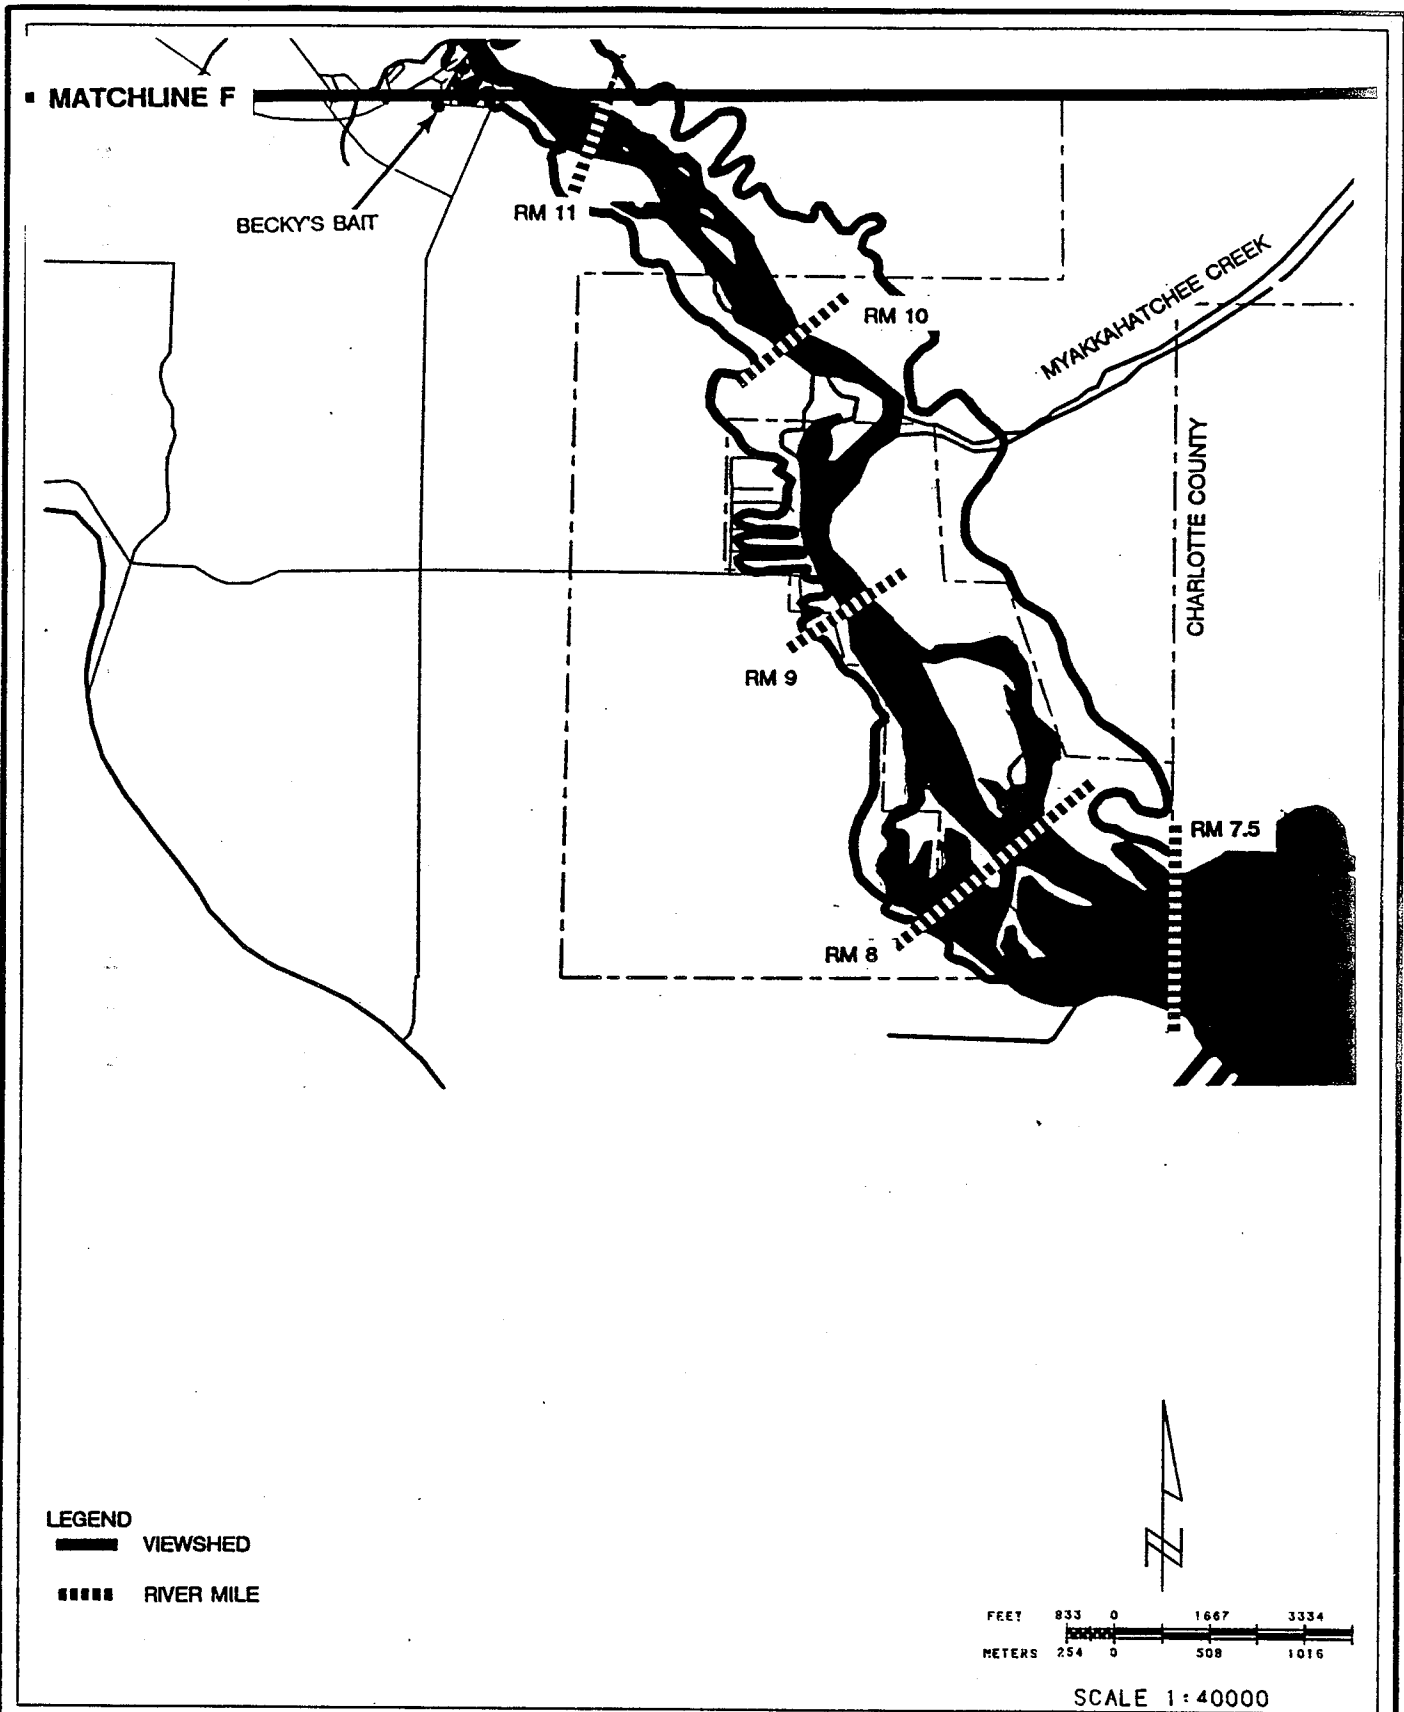 MATCHLINE F
BECKY'S BAIT
RM 11
RM 10
MYAKKAHATCHEE CREEK
CHARLOTTE COUNTY
RM 9
RM 7.5
RM 8
LEGEND
VIEWSHED
RIVER MILE
N
FEET 833 0 1667 3334
METERS 254 0 508 1016
SCALE 1:40000